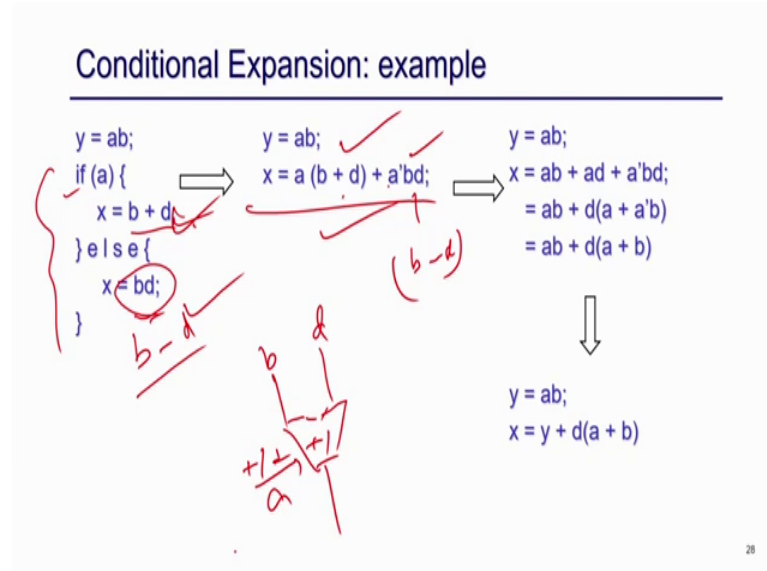 Conditional Expansion: example
y = ab;
if (a) {
x = b + d;
} e l s e {
x = bd;
}
b - d
y = ab;
x = a (b + d) + a'bd;
(b - d)
y = ab;
x = ab + ad + a'bd;
= ab + d(a + a'b)
= ab + d(a + b)
y = ab;
x = y + d(a + b)
b
d
a
28